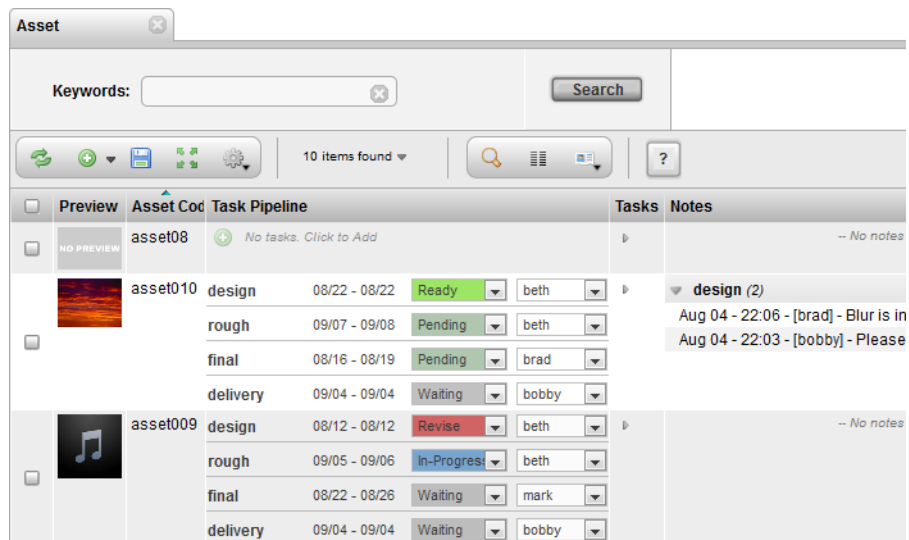 Asset
Keywords:
Search
10 items found
?
Preview Asset Cod Task Pipeline Tasks Notes
NO PREVIEW asset08 No tasks. Click to Add -- No notes
asset010 design 08/22 - 08/22 Ready beth design (2)
Aug 04 - 22:06 - [brad] - Blur is in
rough 09/07 - 09/08 Pending beth
Aug 04 - 22:03 - [bobby] - Please
final 08/16 - 08/19 Pending brad
delivery 09/04 - 09/04 Waiting bobby
asset009 design 08/12 - 08/12 Revise beth -- No notes
rough 09/05 - 09/06 In-Progress beth
final 08/22 - 08/26 Waiting mark
delivery 09/04 - 09/04 Waiting bobby